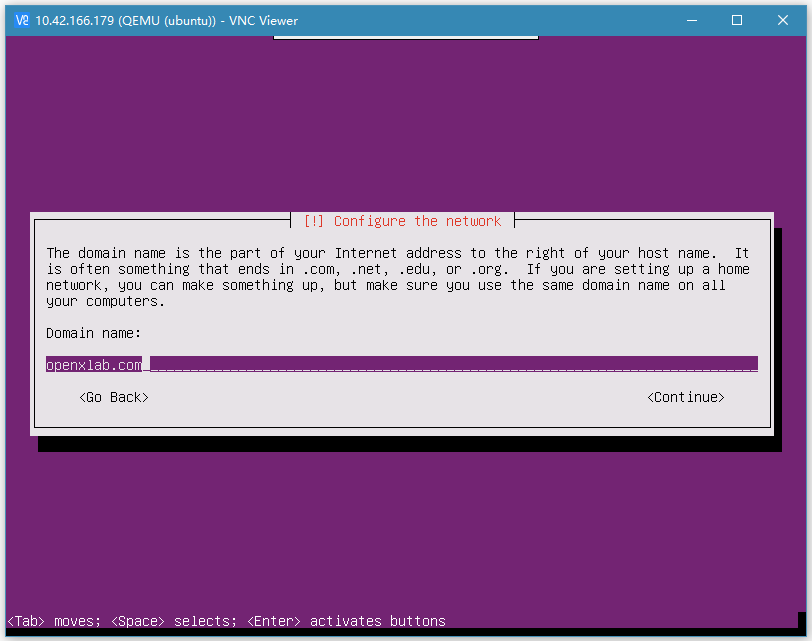 10.42.166.179 (QEMU (ubuntu)) - VNC Viewer
[!] Configure the network
The domain name is the part of your Internet address to the right of your host name.  It
is often something that ends in .com, .net, .edu, or .org.  If you are setting up a home
network, you can make something up, but make sure you use the same domain name on all
your computers.
Domain name:
openxlab.com
<Go Back> <Continue>
<Tab> moves; <Space> selects; <Enter> activates buttons